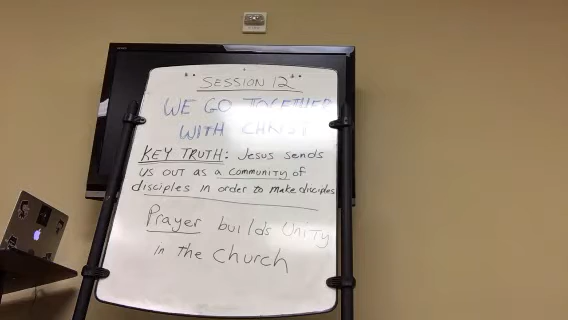 "SESSION 12"
WE GO TOGETHER
WITH CHRIST
KEY TRUTH: Jesus sends
us out as a community of
disciples in order to make disciples
Prayer builds Unity
in the church